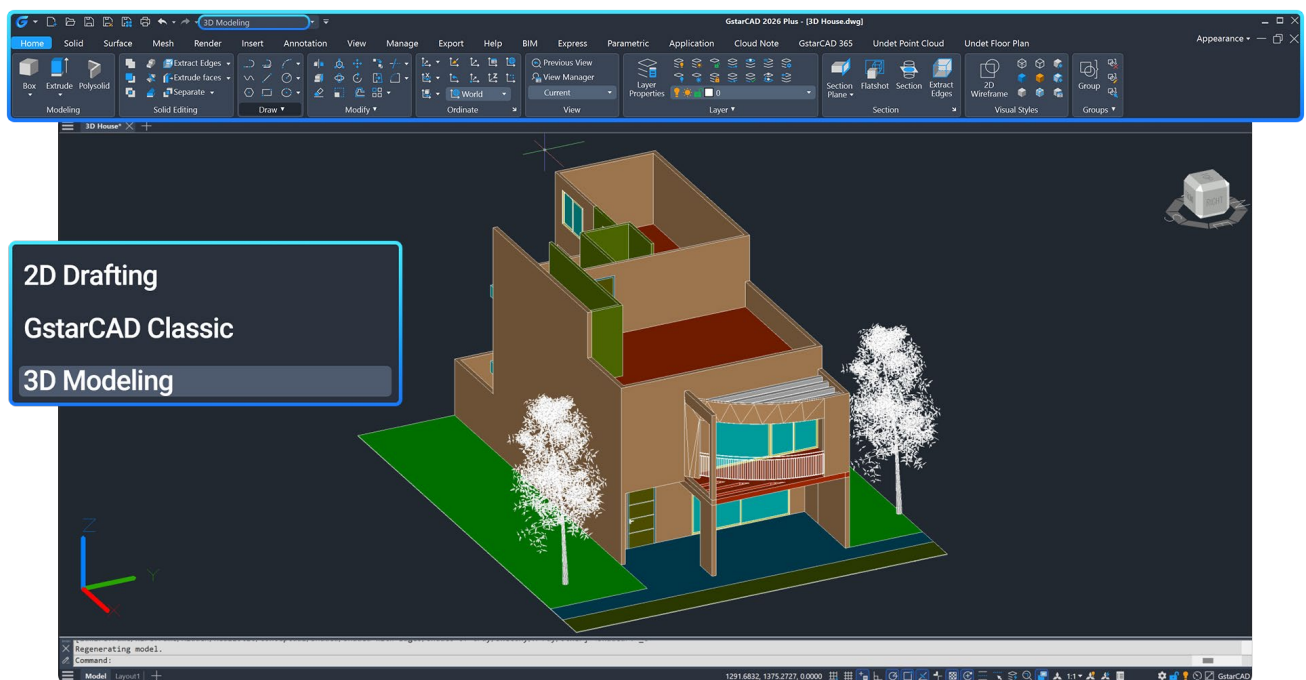 3D Modeling
GstarCAD 2026 Plus - [3D House.dwg]
Home Solid Surface Mesh Render Insert Annotation View Manage Export Help BIM Express Parametric Application Cloud Note GstarCAD 365 Undet Point Cloud Undet Floor Plan
Appearance
Box Extrude Polysolid
Modeling
Extract Edges
Extrude faces
Separate
Solid Editing
Draw
Modify
World
Ordinate
Previous View
View Manager
Current
View
Layer
Properties
0
Layer
Section
Plane
Flatshot
Section
Extract
Edges
Section
2D
Wireframe
Visual Styles
Group
Groups
3D House*
RIGHT
2D Drafting
GstarCAD Classic
3D Modeling
Z
Y
X
Regenerating model.
Command:
Model Layout1
1291.6832, 1375.2727, 0.0000
1:1
GstarCAD